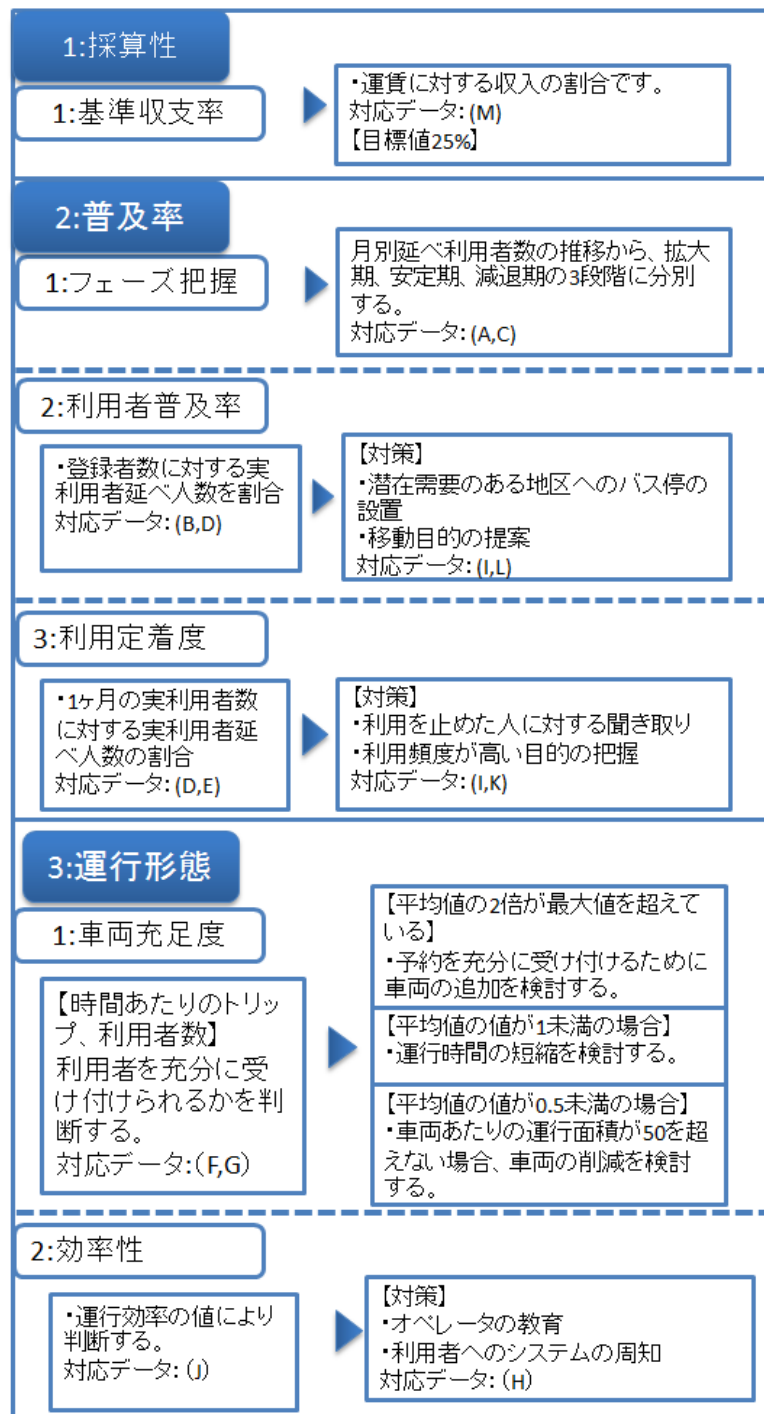 1:採算性
1:基準収支率
・運賃に対する収入の割合です。
対応データ:(M)
【目標値25%】
2:普及率
1:フェーズ把握
月別延べ利用者数の推移から、拡大
期、安定期、減退期の3段階に分別
する。
対応データ:(A,C)
2:利用者普及率
・登録者数に対する実
利用者延べ人数を割合
対応データ:(B,D)
【対策】
・潜在需要のある地区へのバス停の
設置
・移動目的の提案
対応データ:(I,L)
3:利用定着度
・1ヶ月の実利用者数
に対する実利用者延
べ人数の割合
対応データ:(D,E)
【対策】
・利用を止めた人に対する聞き取り
・利用頻度が高い目的の把握
対応データ:(I,K)
3:運行形態
1:車両充足度
【時間あたりのトリッ
プ、利用者数】
利用者を充分に受
け付けられるかを判
断する。
対応データ:(F,G)
【平均値の2倍が最大値を超えて
いる】
・予約を充分に受け付けるために
車両の追加を検討する。
【平均値の値が1未満の場合】
・運行時間の短縮を検討する。
【平均値の値が0.5未満の場合】
・車両あたりの運行面積が50を超
えない場合、車両の削減を検討
する。
2:効率性
・運行効率の値により
判断する。
対応データ:(J)
【対策】
・オペレータの教育
・利用者へのシステムの周知
対応データ:(H)